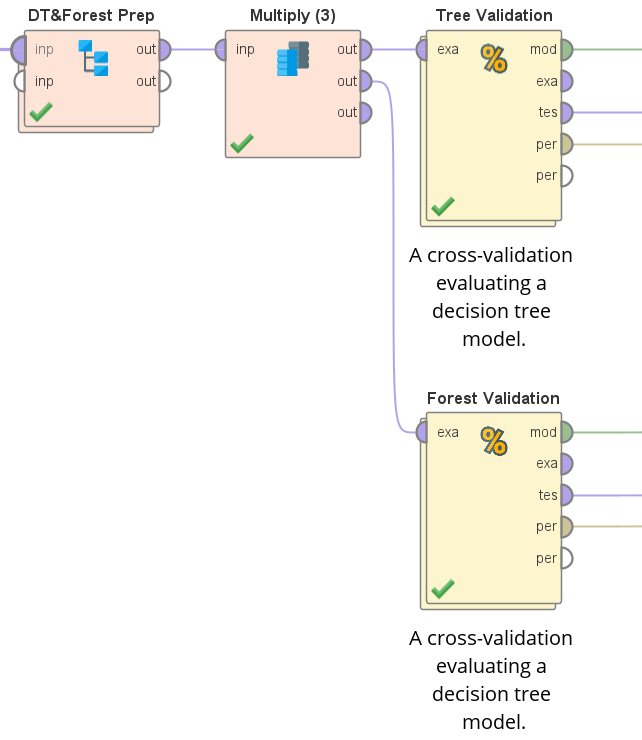 DT&Forest Prep
inp
out
inp
out
Multiply (3)
inp
out
out
out
Tree Validation
exa
%
mod
exa
tes
per
per
A cross-validation
evaluating a
decision tree
model.
Forest Validation
exa
%
mod
exa
tes
per
per
A cross-validation
evaluating a
decision tree
model.